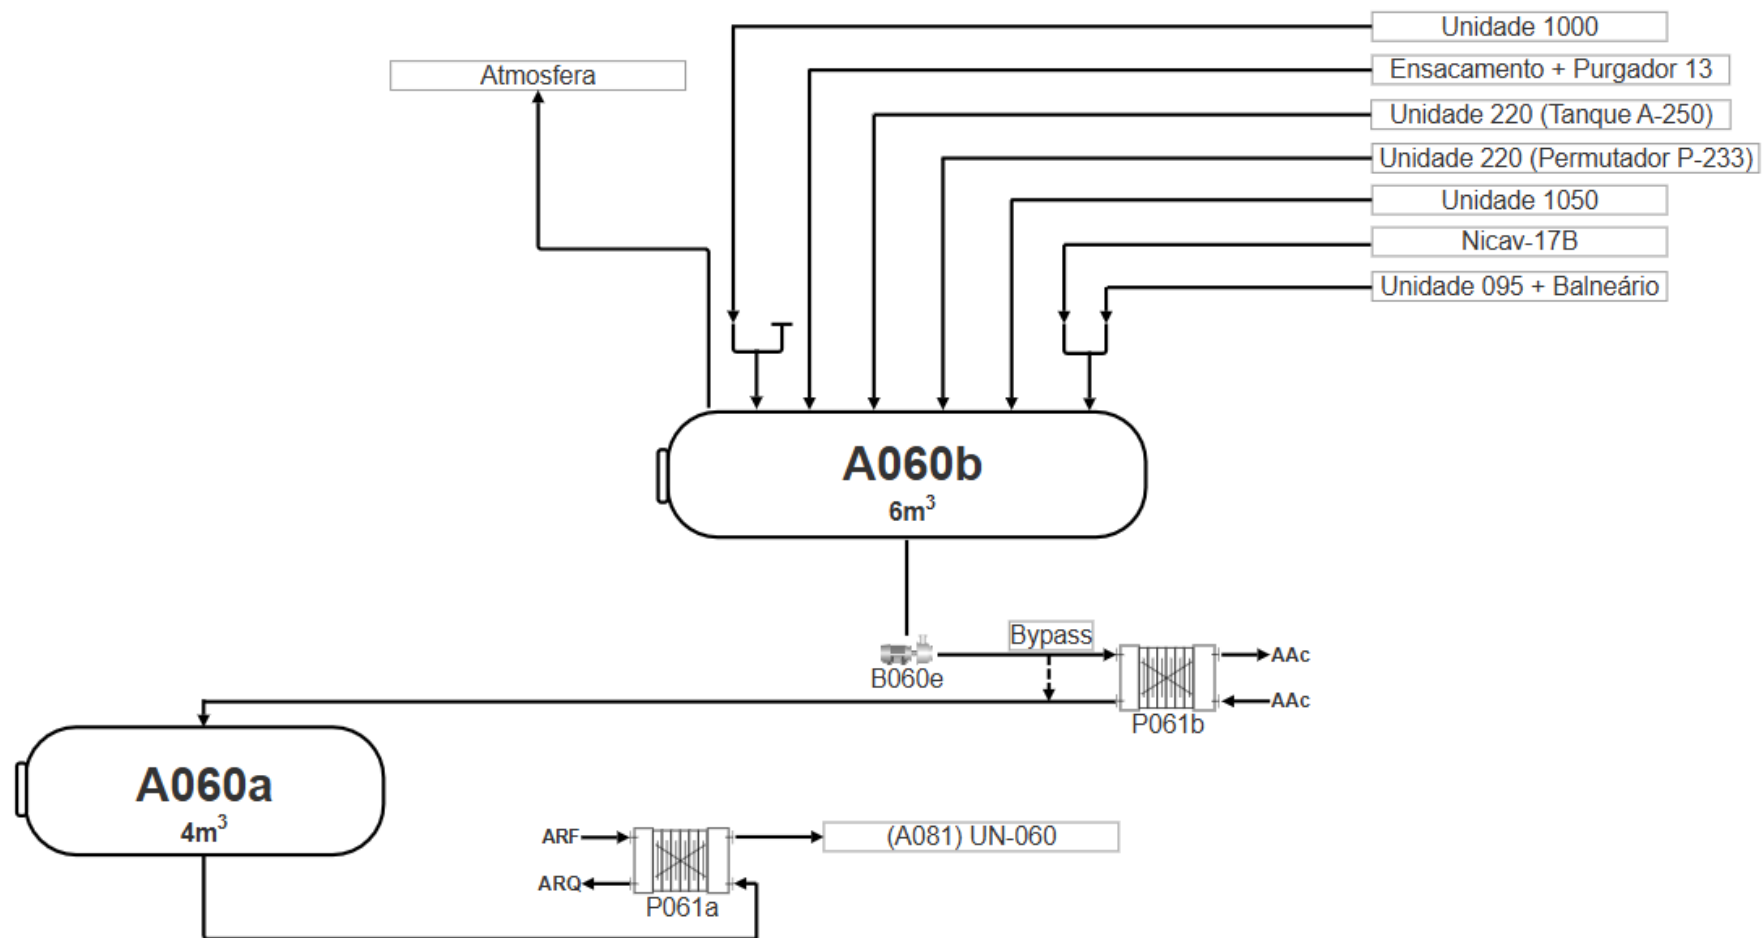 Unidade 1000
Atmosfera
Ensacamento + Purgador 13
Unidade 220 (Tanque A-250)
Unidade 220 (Permutador P-233)
Unidade 1050
Nicav-17B
Unidade 095 + Balneário
A060b
6m³
Bypass
B060e
AAc
AAc
P061b
A060a
4m³
ARF
(A081) UN-060
ARQ
P061a